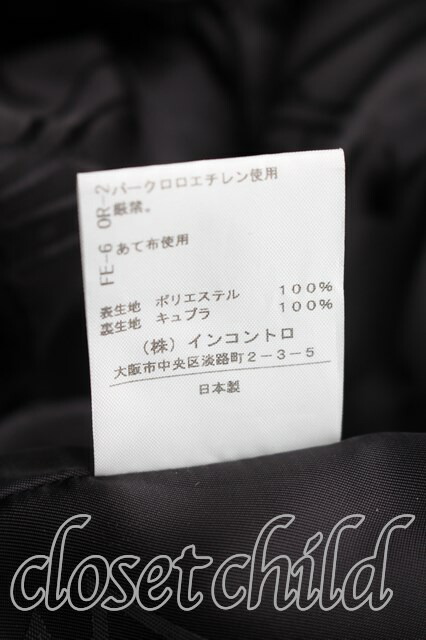 パークロロエチレン使用
厳禁。
あて布使用
FE-6 OR-2
表生地 ポリエステル 100%
裏生地 キュプラ 100%
(株)インコントロ
大阪市中央区淡路町2-3-5
日本製
closet child